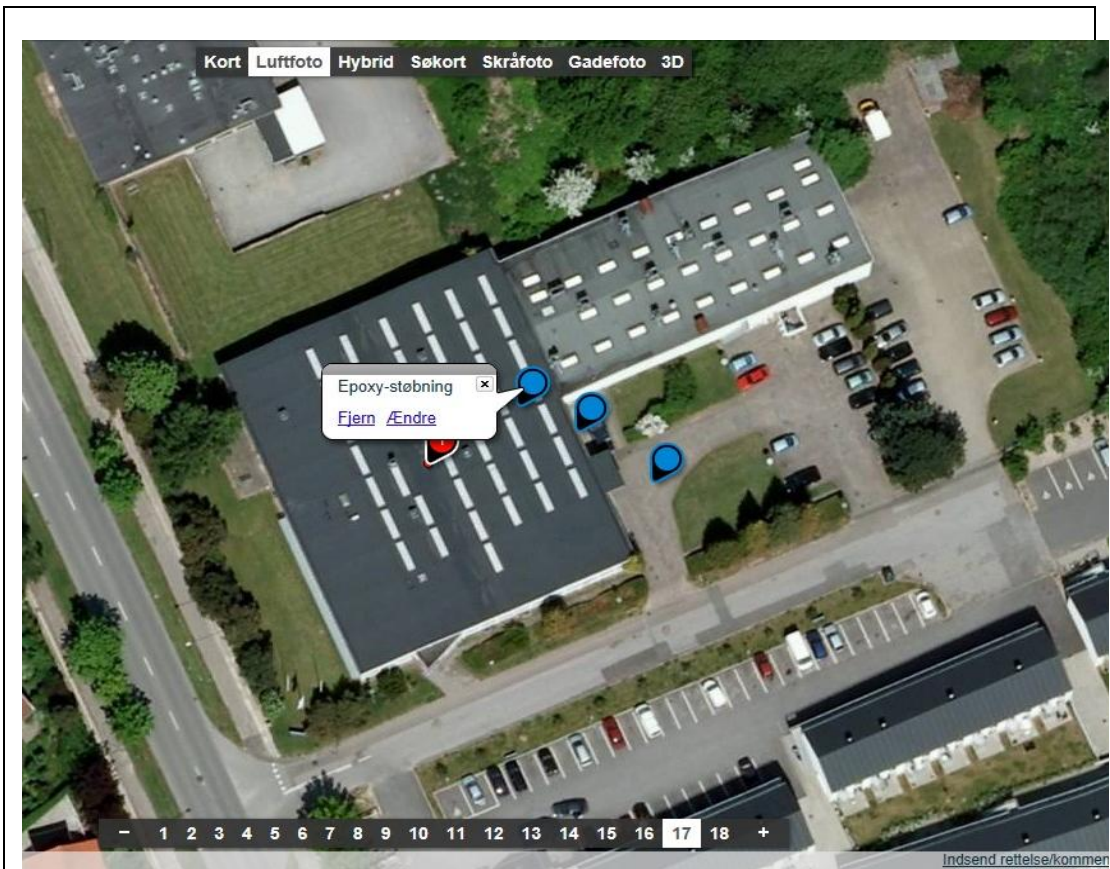 Kort Luftfoto Hybrid Søkort Skråfoto Gadefoto 3D
Epoxy-støbning
Fjern Ændre
− 1 2 3 4 5 6 7 8 9 10 11 12 13 14 15 16 17 18 +
Indsend rettelse/kommen